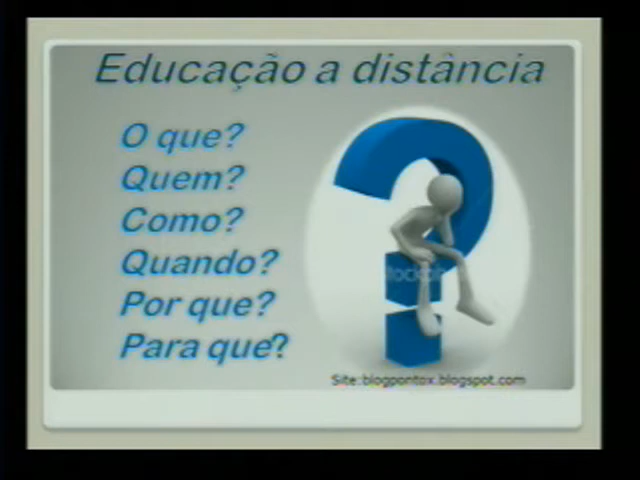 Educação a distância
O que?
Quem?
Como?
Quando?
Por que?
Para que?
Site:blogpontox.blogspot.com